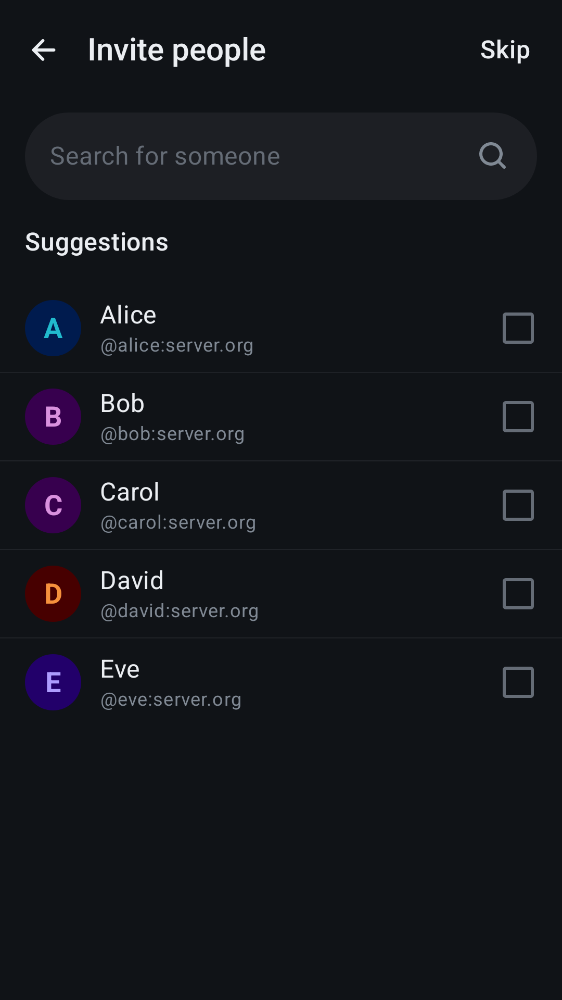 Invite people
Skip
Search for someone
Suggestions
A
Alice
@alice:server.org
B
Bob
@bob:server.org
C
Carol
@carol:server.org
D
David
@david:server.org
E
Eve
@eve:server.org